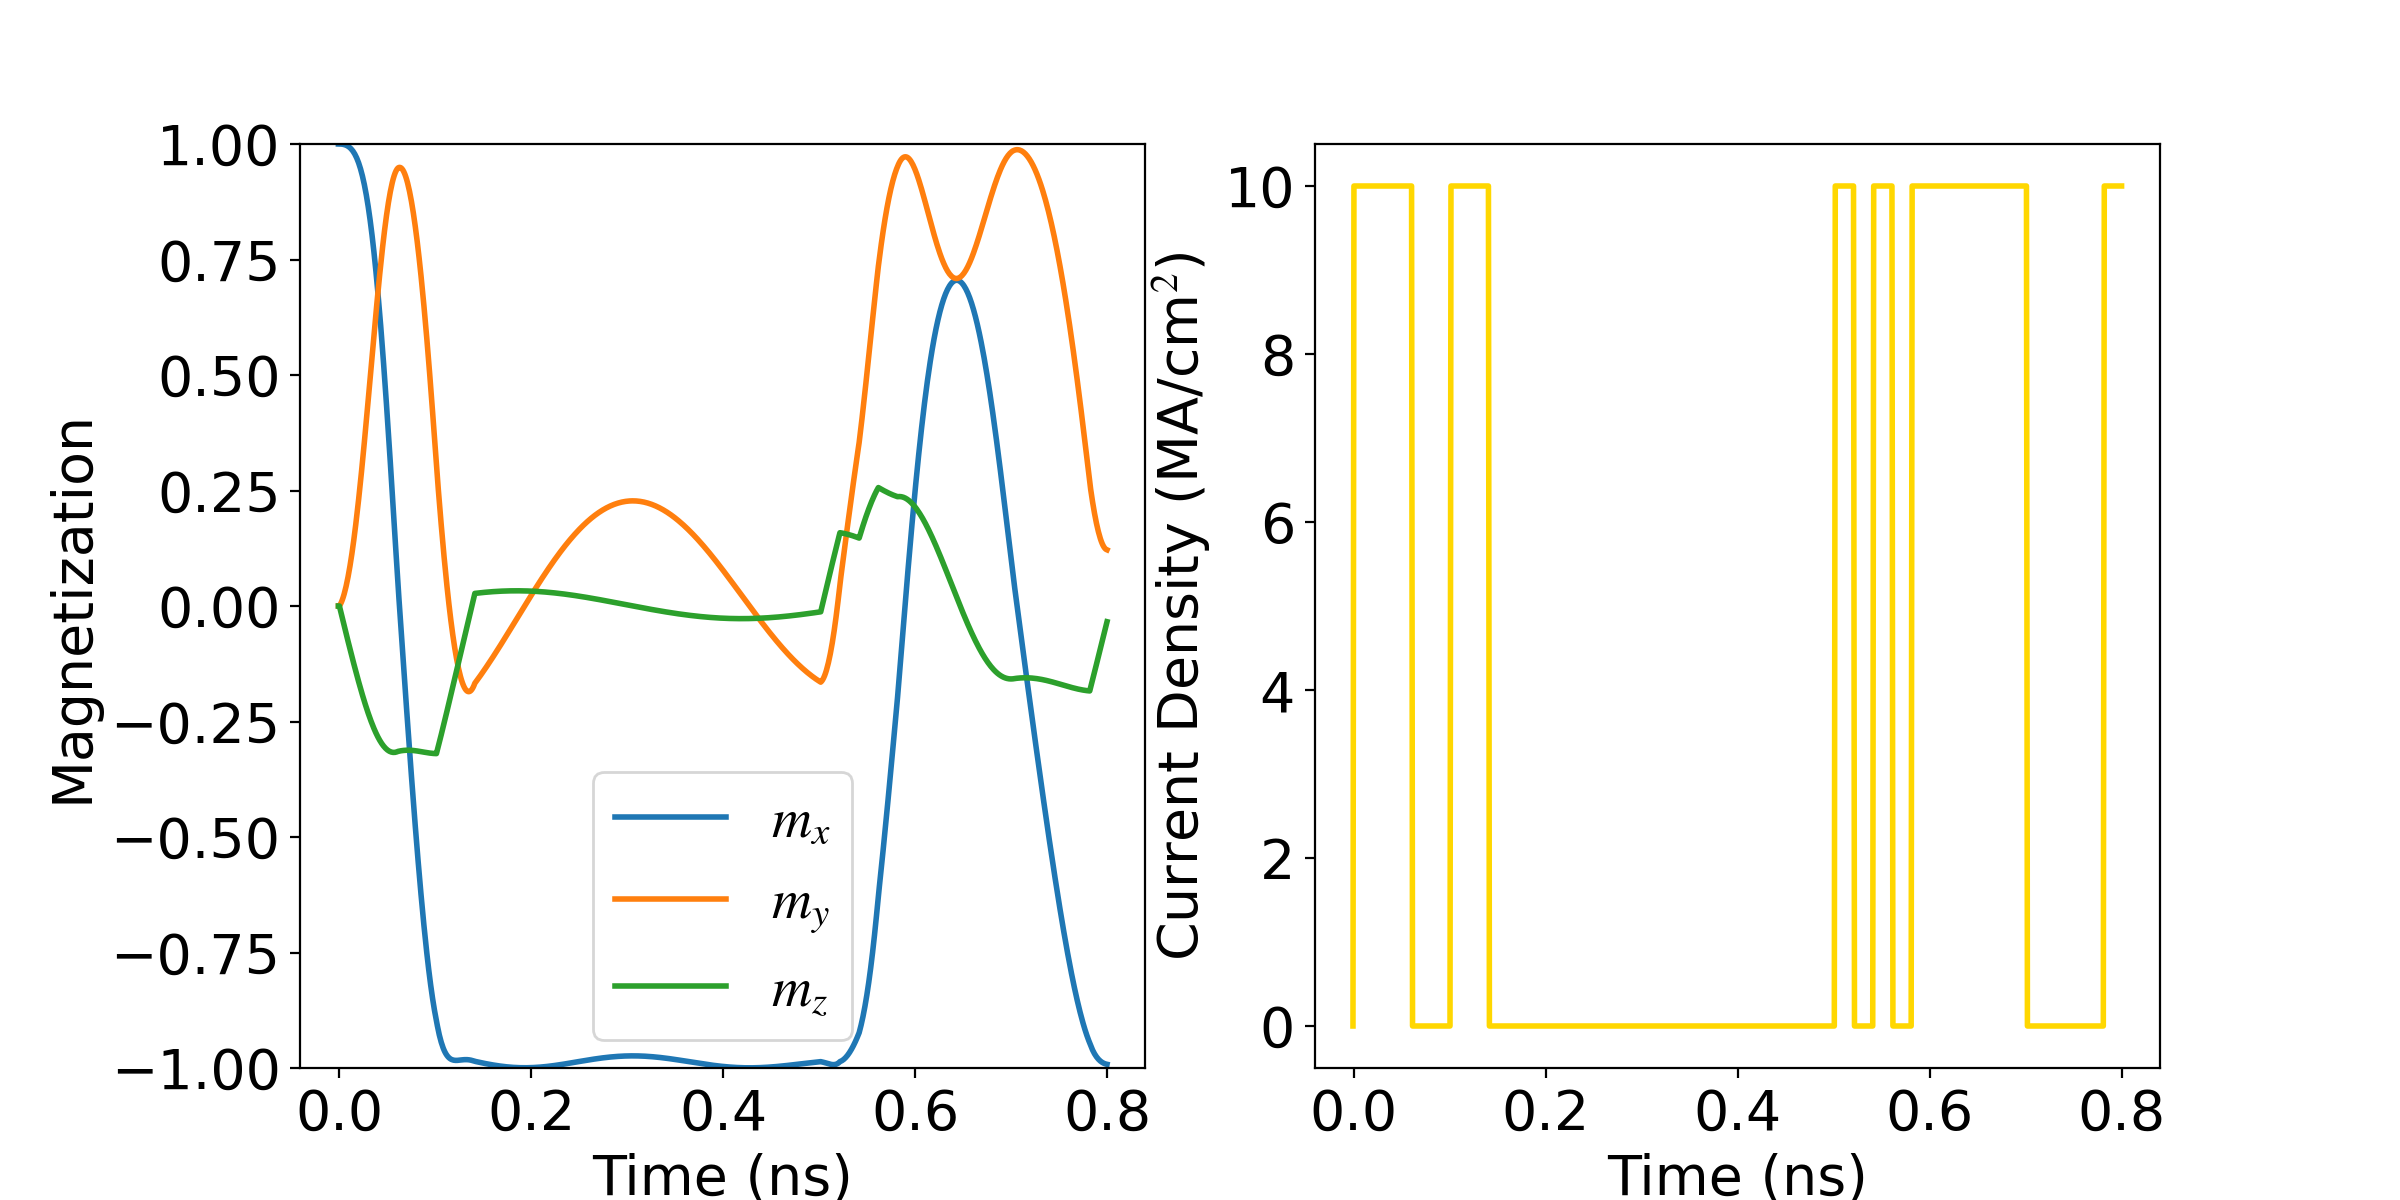 1.00
0.75
0.50
0.25
0.00
−0.25
−0.50
−0.75
−1.00
Magnetization
m_x
m_y
m_z
0.0 0.2 0.4 0.6 0.8
Time (ns)
10
8
6
4
2
0
Current Density (MA/cm²)
0.0 0.2 0.4 0.6 0.8
Time (ns)